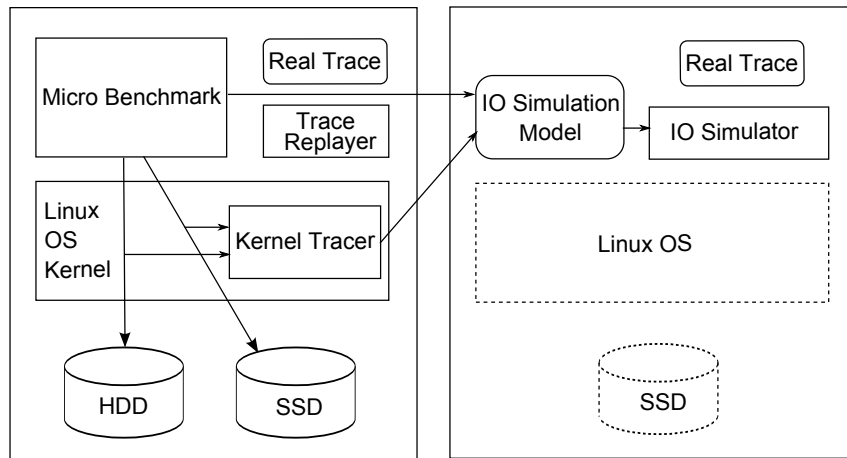 Real Trace
Micro Benchmark
Trace
Replayer
Linux
OS
Kernel
Kernel Tracer
HDD
SSD
Real Trace
IO Simulation
Model
IO Simulator
Linux OS
SSD